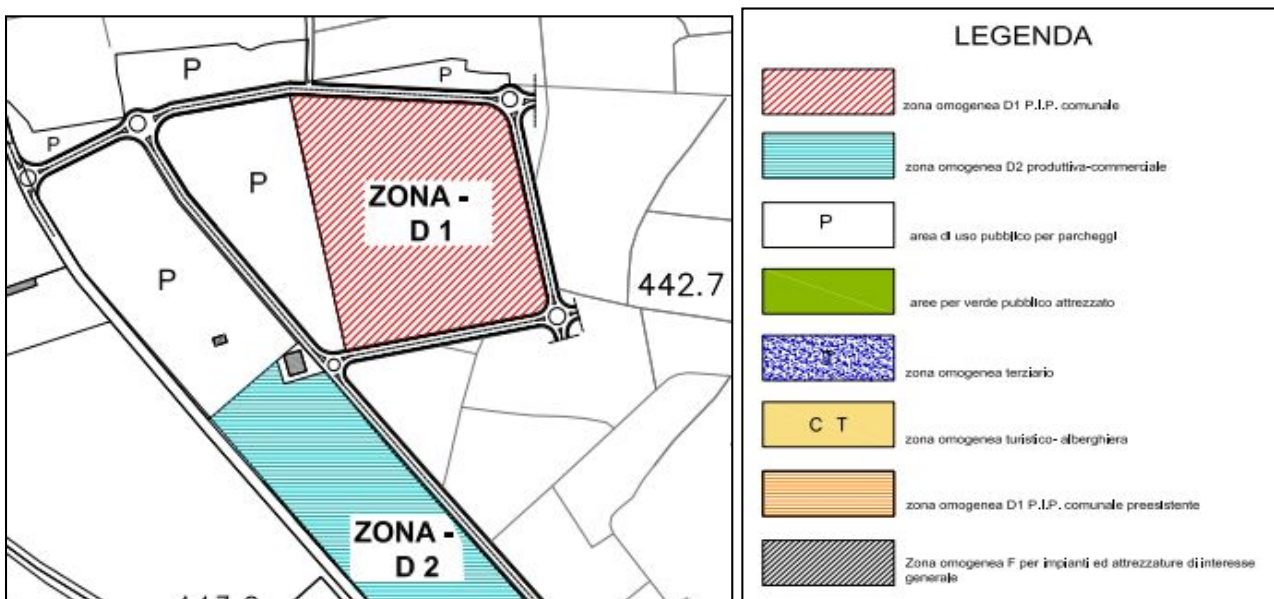 P
P
P
P
P
ZONA -
D 1
442.7
ZONA -
D 2
LEGENDA
zona omogenea D1 P.I.P. comunale
zona omogenea D2 produttiva-commerciale
P
area di uso pubblico per parcheggi
aree per verde pubblico attrezzato
T
zona omogenea terziario
C T
zona omogenea turistico- alberghiera
zona omogenea D1 P.I.P. comunale preesistente
Zona omogenea F per impianti ed attrezzature di interesse
generale